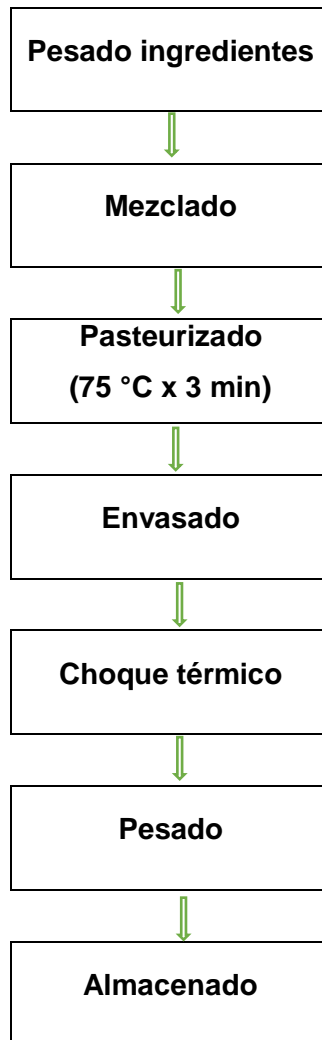 Pesado ingredientes
Mezclado
Pasteurizado
(75 °C x 3 min)
Envasado
Choque térmico
Pesado
Almacenado